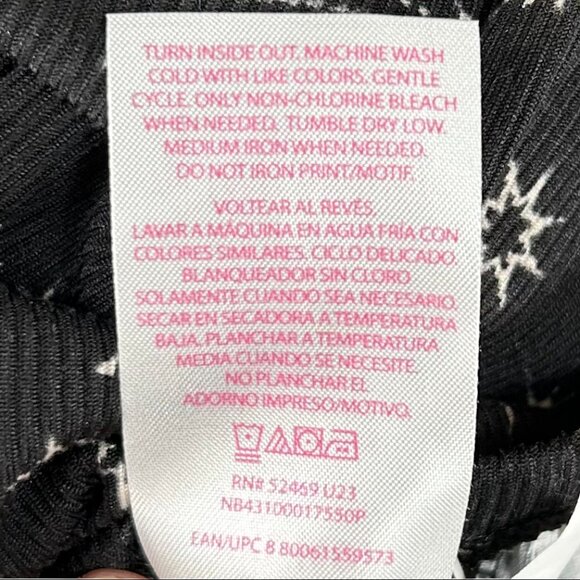 TURN INSIDE OUT. MACHINE WASH
COLD WITH LIKE COLORS. GENTLE
CYCLE. ONLY NON-CHLORINE BLEACH
WHEN NEEDED. TUMBLE DRY LOW.
MEDIUM IRON WHEN NEEDED.
DO NOT IRON PRINT/MOTIF.
VOLTEAR AL REVÉS.
LAVAR A MÁQUINA EN AGUA FRÍA CON
COLORES SIMILARES. CICLO DELICADO.
BLANQUEADOR SIN CLORO
SOLAMENTE CUANDO SEA NECESARIO.
SECAR EN SECADORA A TEMPERATURA
BAJA. PLANCHAR A TEMPERATURA
MEDIA CUANDO SE NECESITE.
NO PLANCHAR EL
ADORNO IMPRESO/MOTIVO.
RN# 52469 U23
NB43100017550P
EAN/UPC 8 80061559573